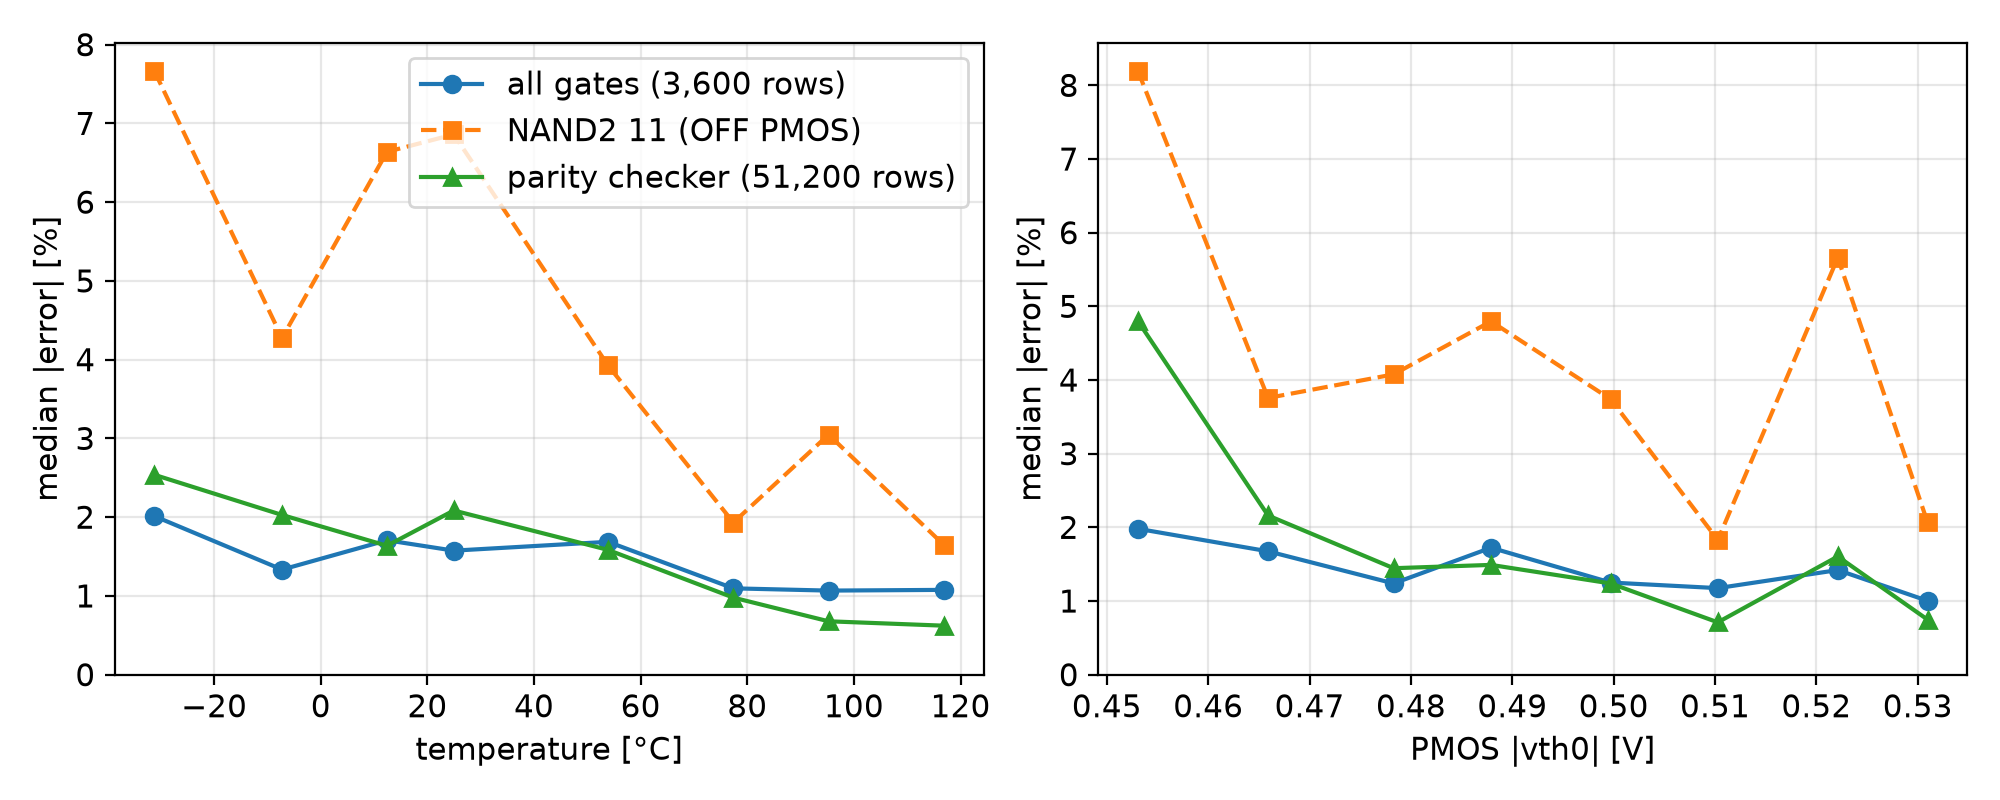 8
7
6
5
4
3
2
1
0
median |error| [%]
all gates (3,600 rows)
NAND2 11 (OFF PMOS)
parity checker (51,200 rows)
−20 0 20 40 60 80 100 120
temperature [°C]
8
7
6
5
4
3
2
1
0
median |error| [%]
0.45 0.46 0.47 0.48 0.49 0.50 0.51 0.52 0.53
PMOS |vth0| [V]